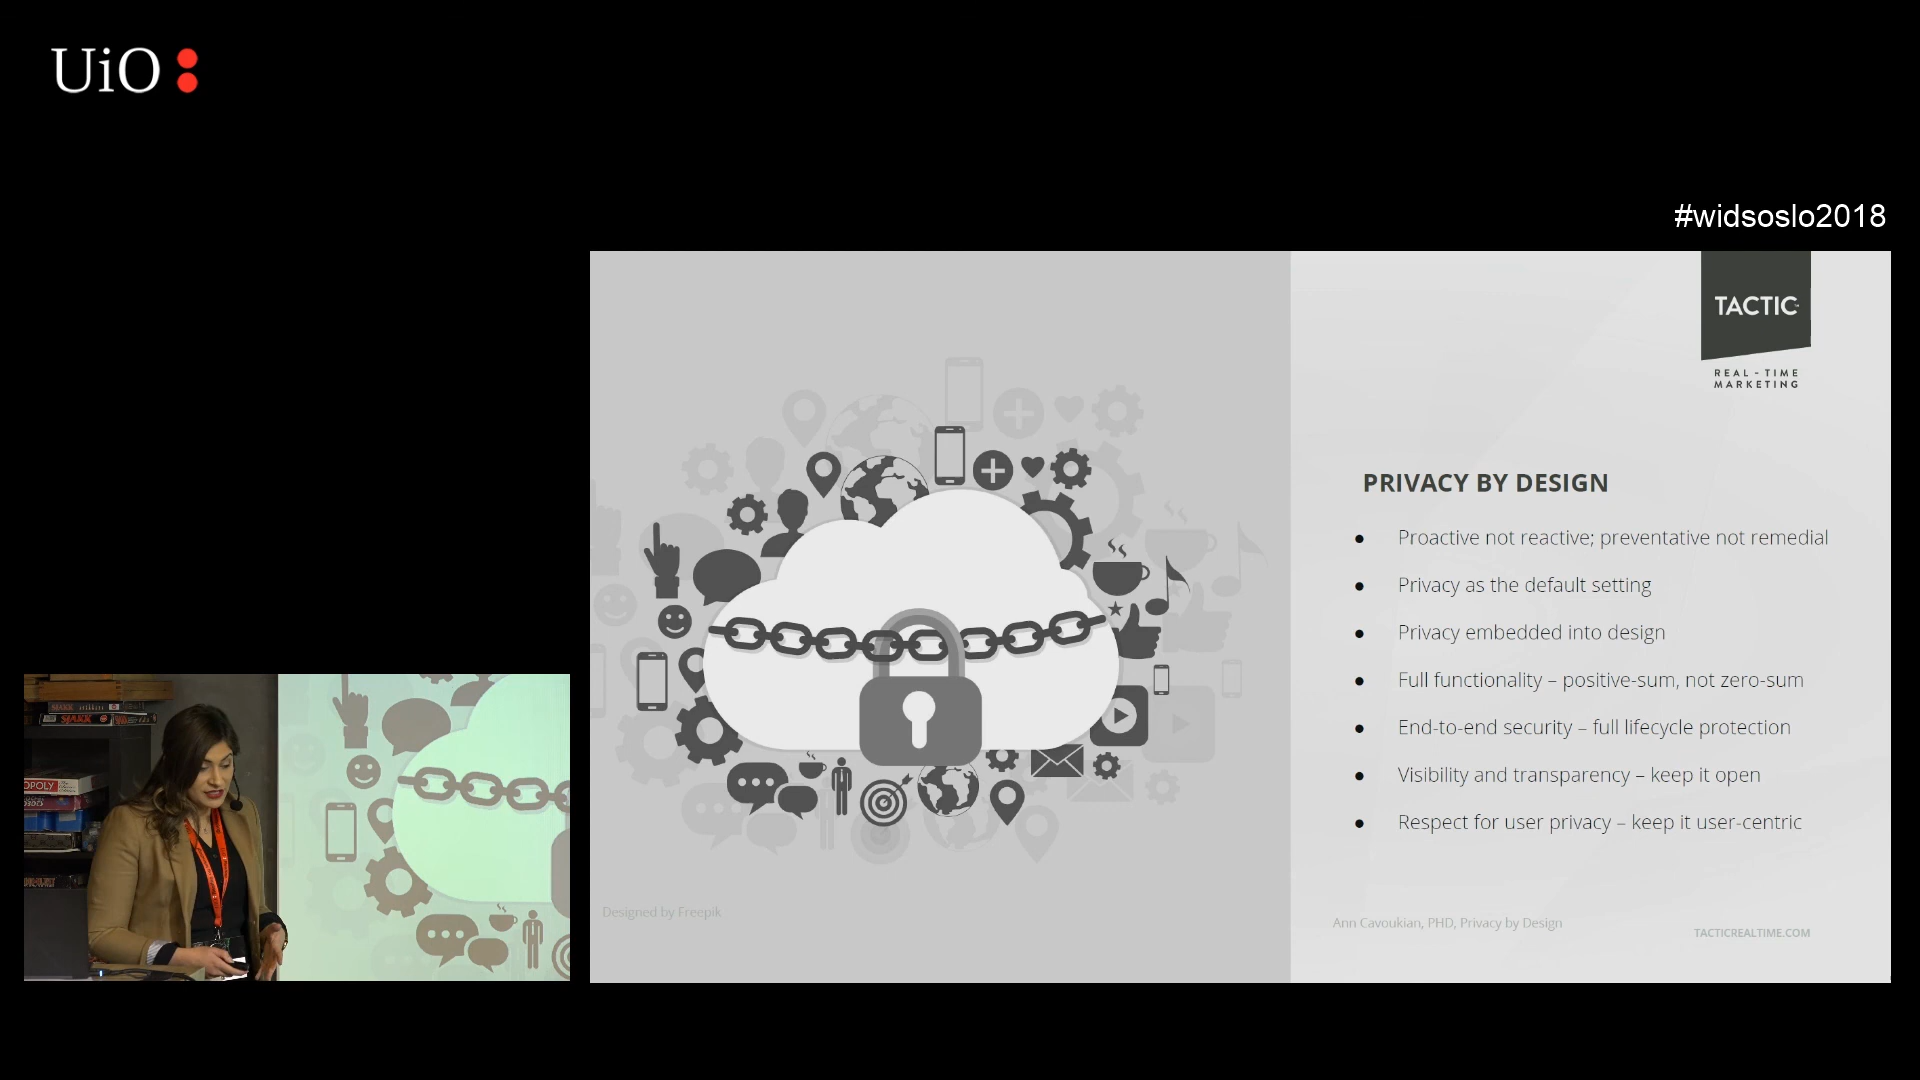 UiO
#widsoslo2018
TACTIC
REAL-TIME
MARKETING
PRIVACY BY DESIGN
● Proactive not reactive; preventative not remedial
● Privacy as the default setting
● Privacy embedded into design
● Full functionality – positive-sum, not zero-sum
● End-to-end security – full lifecycle protection
● Visibility and transparency – keep it open
● Respect for user privacy – keep it user-centric
Designed by Freepik
Ann Cavoukian, PHD, Privacy by Design
TACTICREALTIME.COM
SJAKK
SJAKK
OPOLY